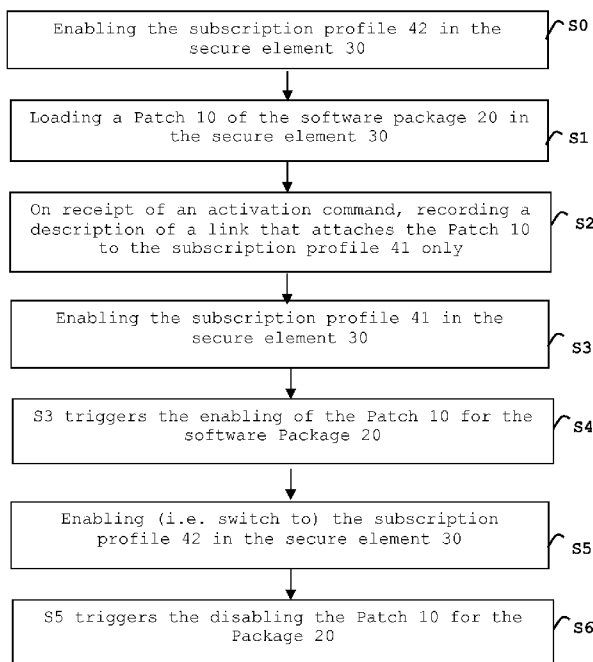 Enabling the subscription profile 42 in the
secure element 30
S0
Loading a Patch 10 of the software package 20 in
the secure element 30
S1
On receipt of an activation command, recording a
description of a link that attaches the Patch 10
to the subscription profile 41 only
S2
Enabling the subscription profile 41 in the
secure element 30
S3
S3 triggers the enabling of the Patch 10 for the
software Package 20
S4
Enabling (i.e. switch to) the subscription
profile 42 in the secure element 30
S5
S5 triggers the disabling the Patch 10 for the
Package 20
S6